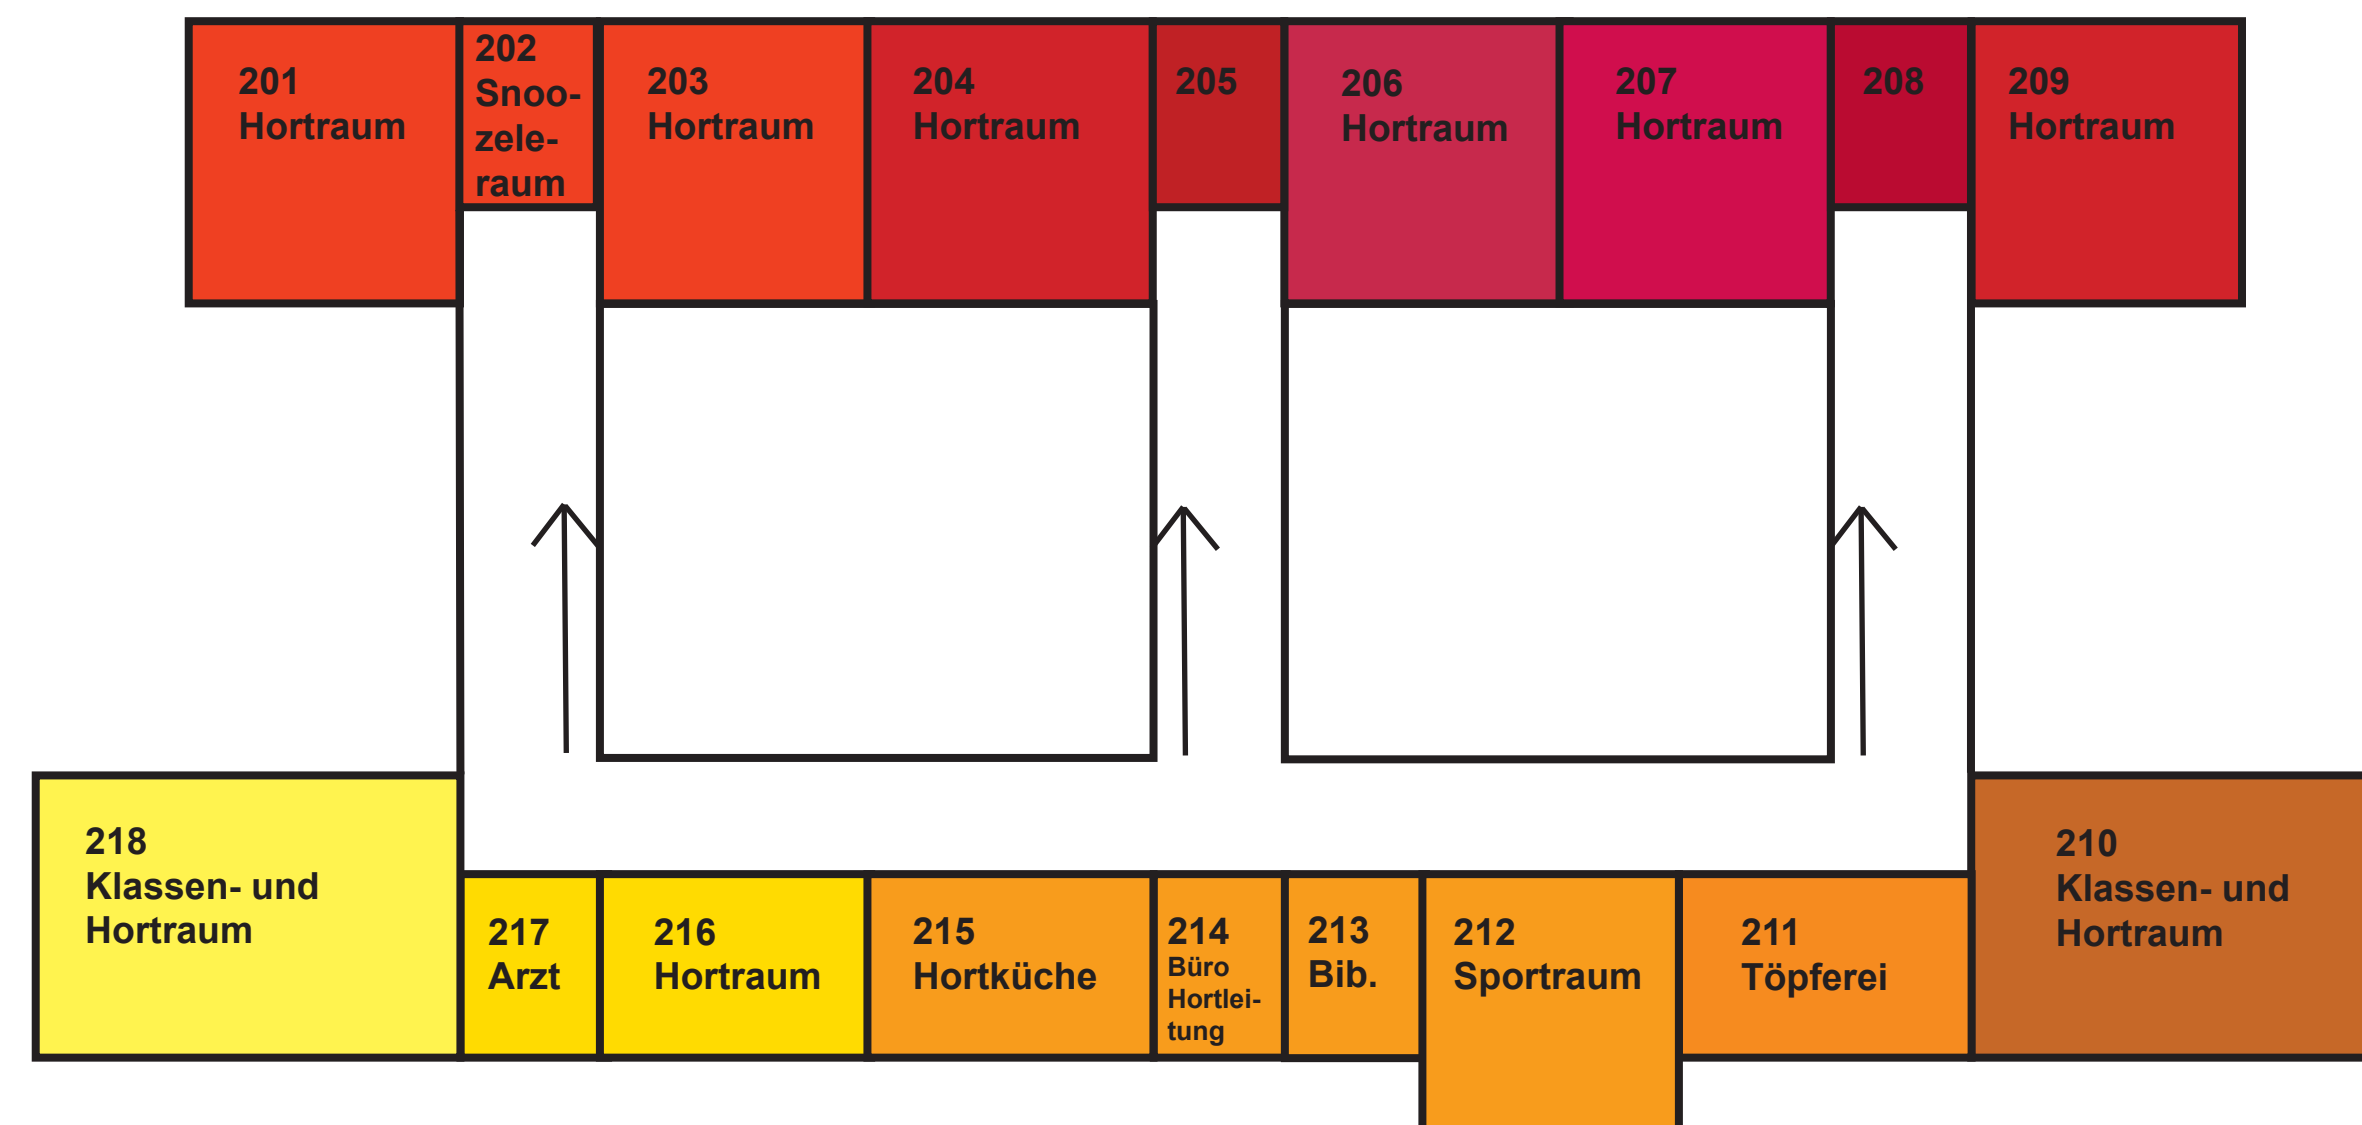 201
Hortraum
202
Snoo-
zele-
raum
203
Hortraum
204
Hortraum
205
206
Hortraum
207
Hortraum
208
209
Hortraum
218
Klassen- und
Hortraum
217
Arzt
216
Hortraum
215
Hortküche
214
Büro
Hortlei-
tung
213
Bib.
212
Sportraum
211
Töpferei
210
Klassen- und
Hortraum